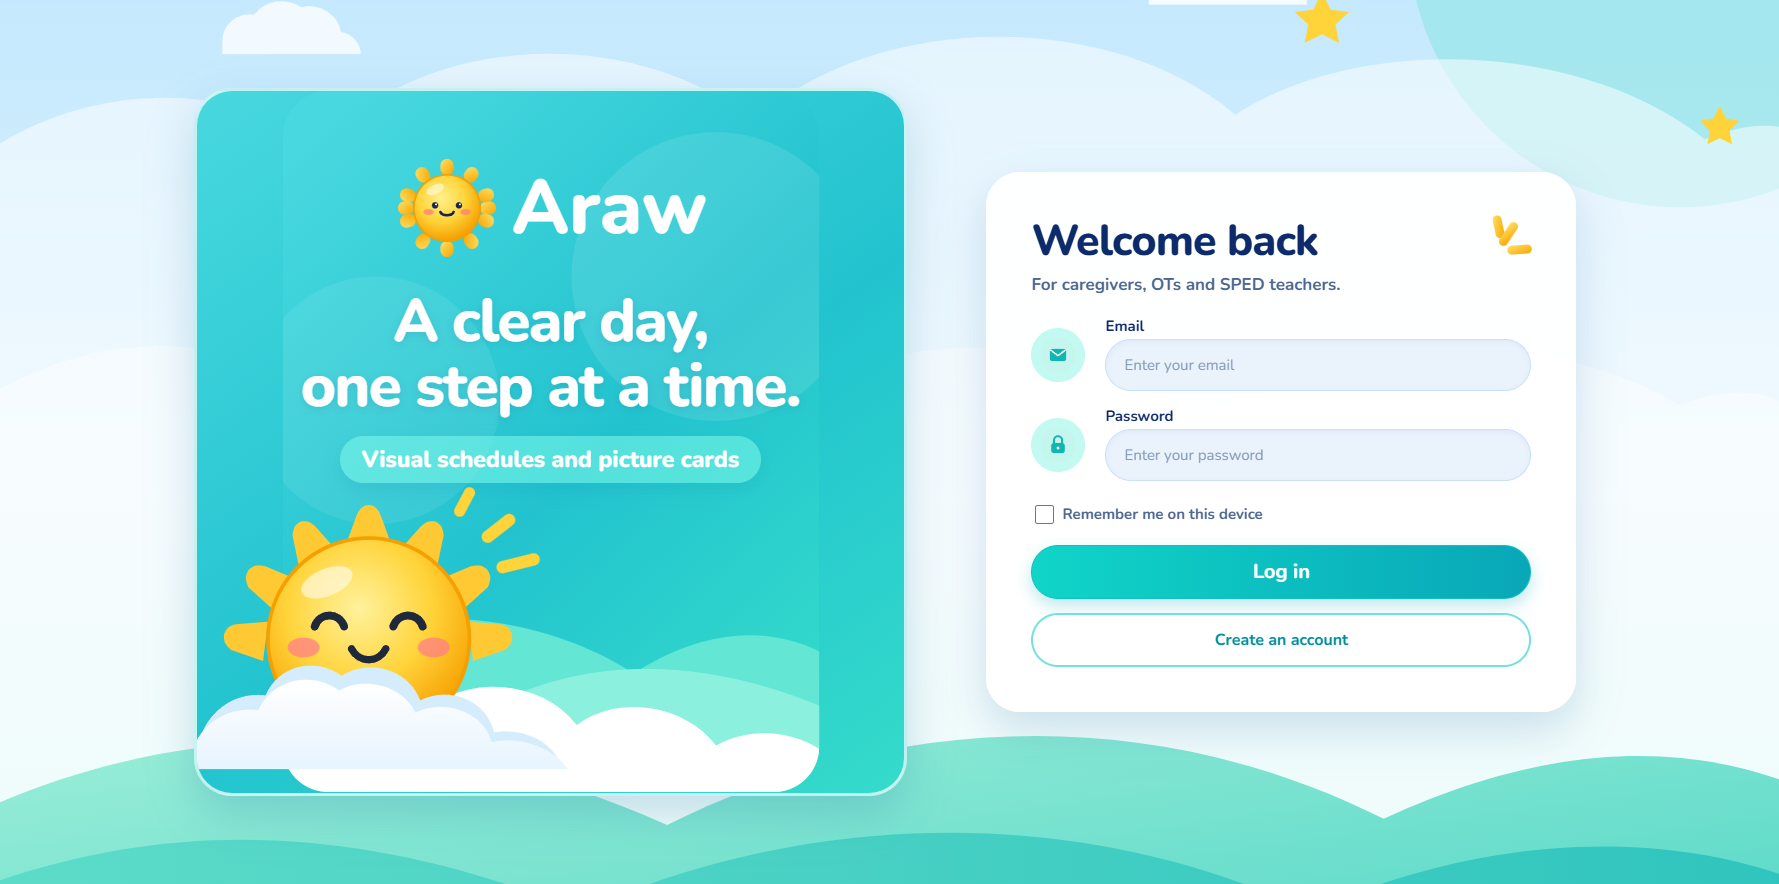 Araw
A clear day,
one step at a time.
Visual schedules and picture cards
Welcome back
For caregivers, OTs and SPED teachers.
Email
Enter your email
Password
Enter your password
Remember me on this device
Log in
Create an account